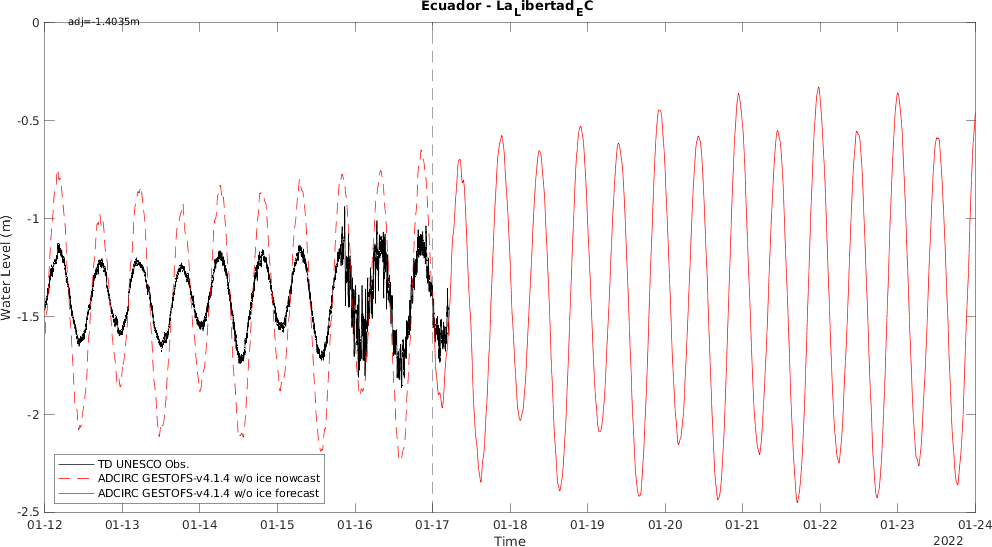 Ecuador - LaLibertadEC
adj=-1.4035m
0
-0.5
-1
-1.5
-2
-2.5
Water Level (m)
TD UNESCO Obs.
ADCIRC GESTOFS-v4.1.4 w/o ice nowcast
ADCIRC GESTOFS-v4.1.4 w/o ice forecast
01-12 01-13 01-14 01-15 01-16 01-17 01-18 01-19 01-20 01-21 01-22 01-23 01-24
Time
2022